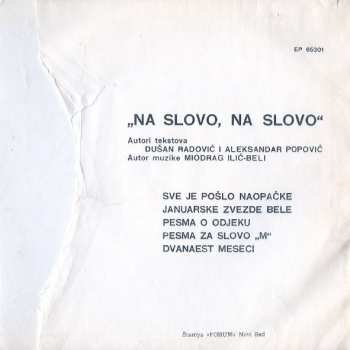 EP 65301
„NA SLOVO, NA SLOVO“
Autori tekstova
DUŠAN RADOVIĆ I ALEKSANDAR POPOVIĆ
Autor muzike MIODRAG ILIĆ-BELI
SVE JE POŠLO NAOPAČKE
JANUARSKE ZVEZDE BELE
PESMA O ODJEKU
PESMA ZA SLOVO „M“
DVANAEST MESECI
Štampa »FORUM« Novi Sad